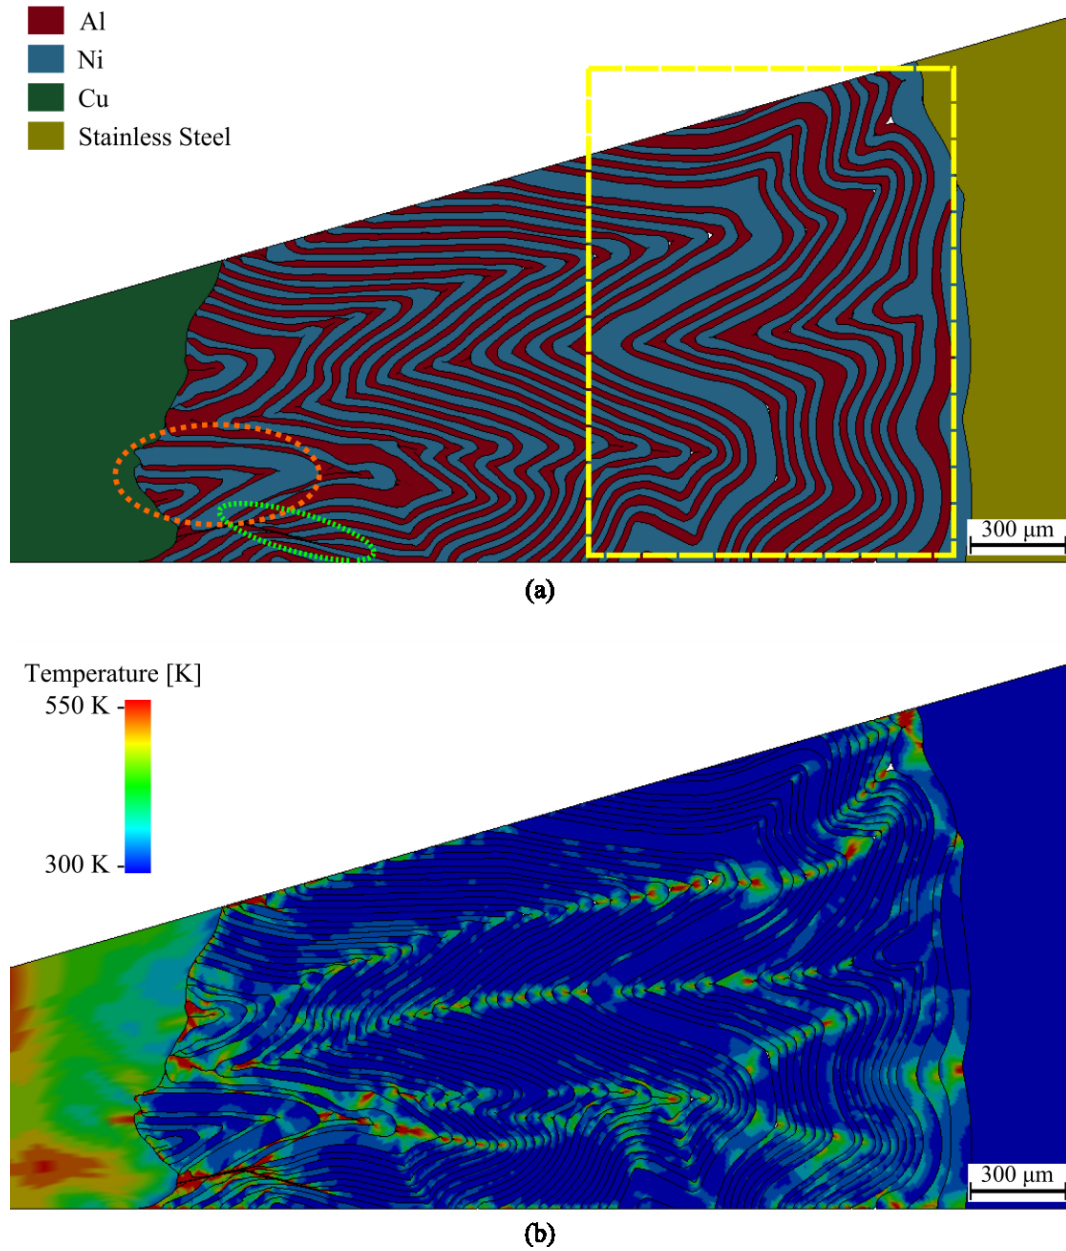 Al
Ni
Cu
Stainless Steel
300 μm
(a)
Temperature [K]
550 K
300 K
300 μm
(b)